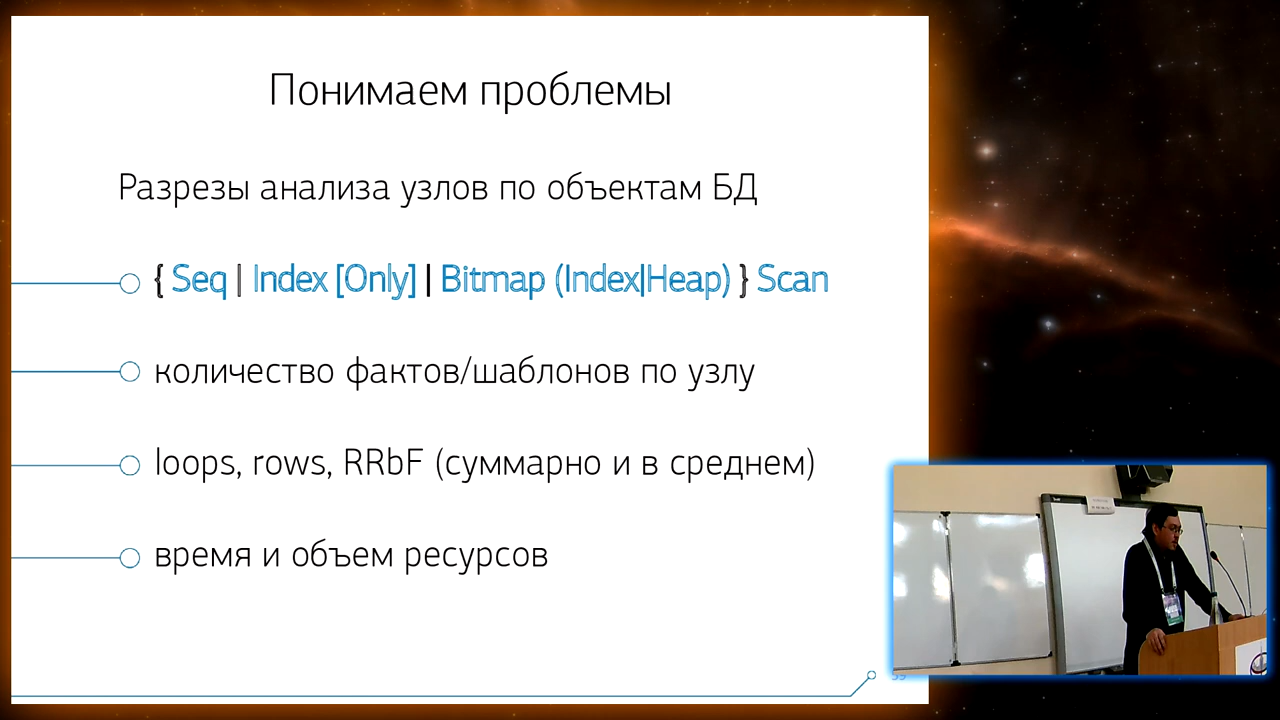 Понимаем проблемы
Разрезы анализа узлов по объектам БД
{ Seq | Index [Only] | Bitmap (Index|Heap) } Scan
количество фактов/шаблонов по узлу
loops, rows, RRbF (суммарно и в среднем)
время и объем ресурсов